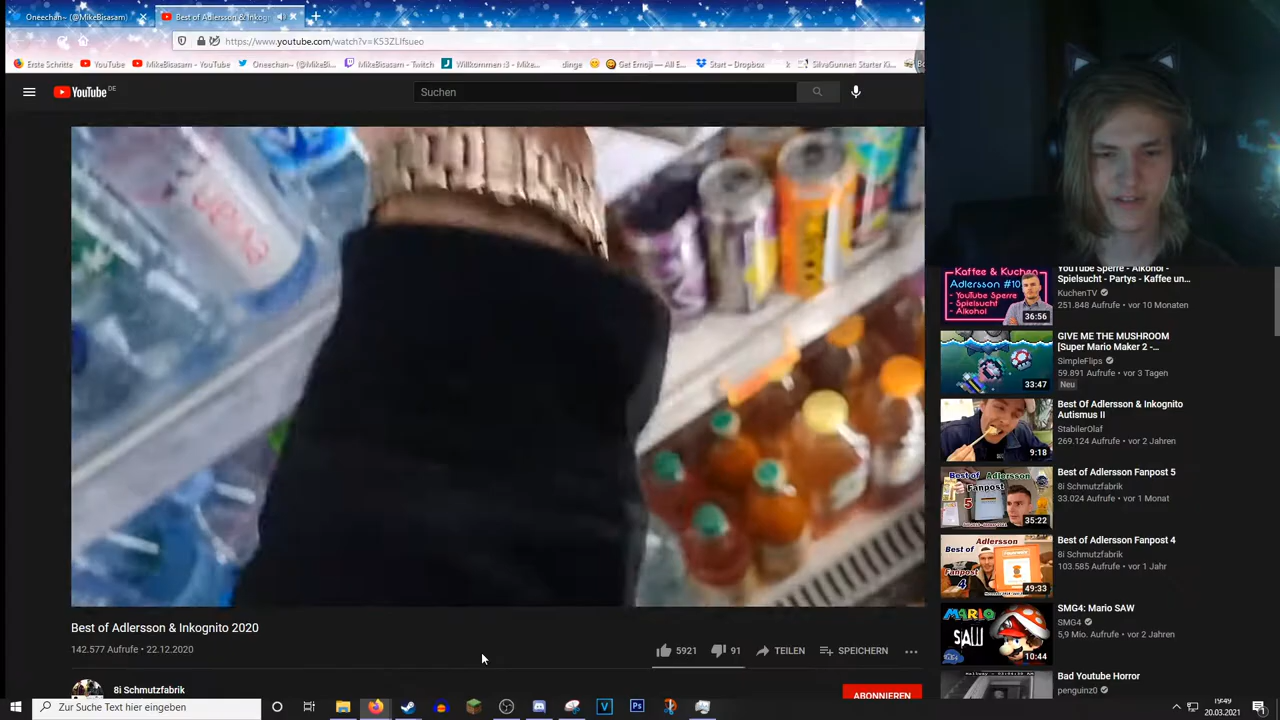 Oneechan~ (@MikeBisasam)
Best of Adlersson & Inkogni
https://www.youtube.com/watch?v=K53ZLIfsueo
Erste Schritte
YouTube
MikeBisasam - YouTube
Oneechan~ (@MikeBi...
MikeBisasam - Twitch
Willkommen :3 - Mike...
dinge
Get Emoji — All E...
Start – Dropbox
k
SilvaGunner Starter Ki...
YouTube DE
Suchen
Kaffee & Kuchen
Adlersson #10
- YouTube Sperre
- Spielsucht
- Alkohol
36:56
YouTube Sperre - Alkohol -
Spielsucht - Partys - Kaffee un...
KuchenTV
251.848 Aufrufe • vor 10 Monaten
33:47
GIVE ME THE MUSHROOM
[Super Mario Maker 2 -...
SimpleFlips
59.891 Aufrufe • vor 3 Tagen
Neu
9:18
Best Of Adlersson & Inkognito
Autismus II
StabilerOlaf
269.124 Aufrufe • vor 2 Jahren
Best of Adlersson
Fanpost
5
35:22
Best of Adlersson Fanpost 5
8i Schmutzfabrik
33.024 Aufrufe • vor 1 Monat
Adlersson
Best of
Fanpost
4
49:33
Best of Adlersson Fanpost 4
8i Schmutzfabrik
103.585 Aufrufe • vor 1 Jahr
MARIO
SAW
10:44
SMG4: Mario SAW
SMG4
5,9 Mio. Aufrufe • vor 2 Jahren
Bad Youtube Horror
penguinz0
Best of Adlersson & Inkognito 2020
142.577 Aufrufe • 22.12.2020
5921
91
TEILEN
SPEICHERN
8i Schmutzfabrik
ABONNIEREN
Zur Suche Text hier eingeben
19:49
20.03.2021